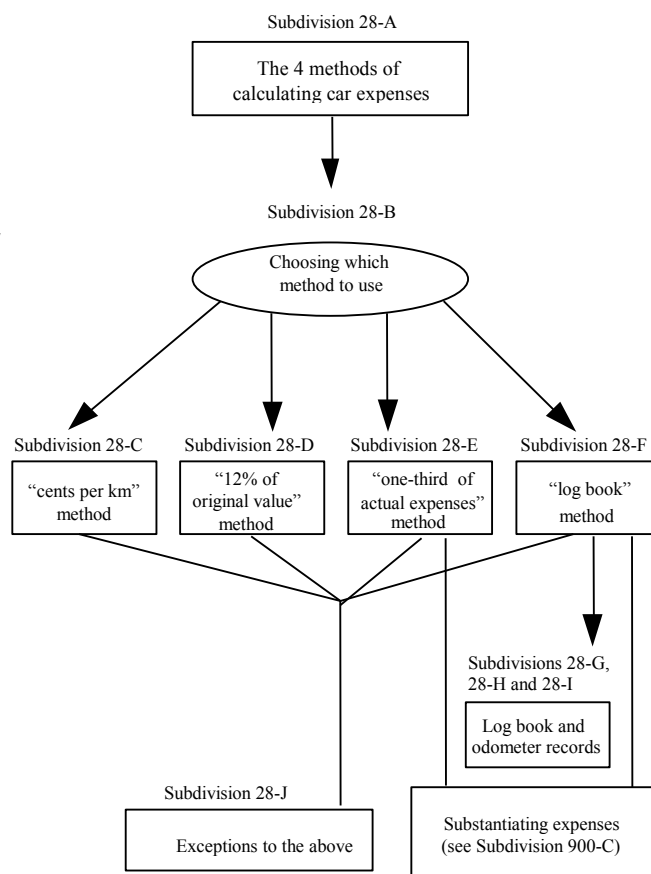 Subdivision 28-A
The 4 methods of
calculating car expenses
Subdivision 28-B
Choosing which
method to use
Subdivision 28-C
"cents per km"
method
Subdivision 28-D
"12% of
original value"
method
Subdivision 28-E
"one-third of
actual expenses"
method
Subdivision 28-F
"log book"
method
Subdivisions 28-G,
28-H and 28-I
Log book and
odometer records
Subdivision 28-J
Exceptions to the above
Substantiating expenses
(see Subdivision 900-C)